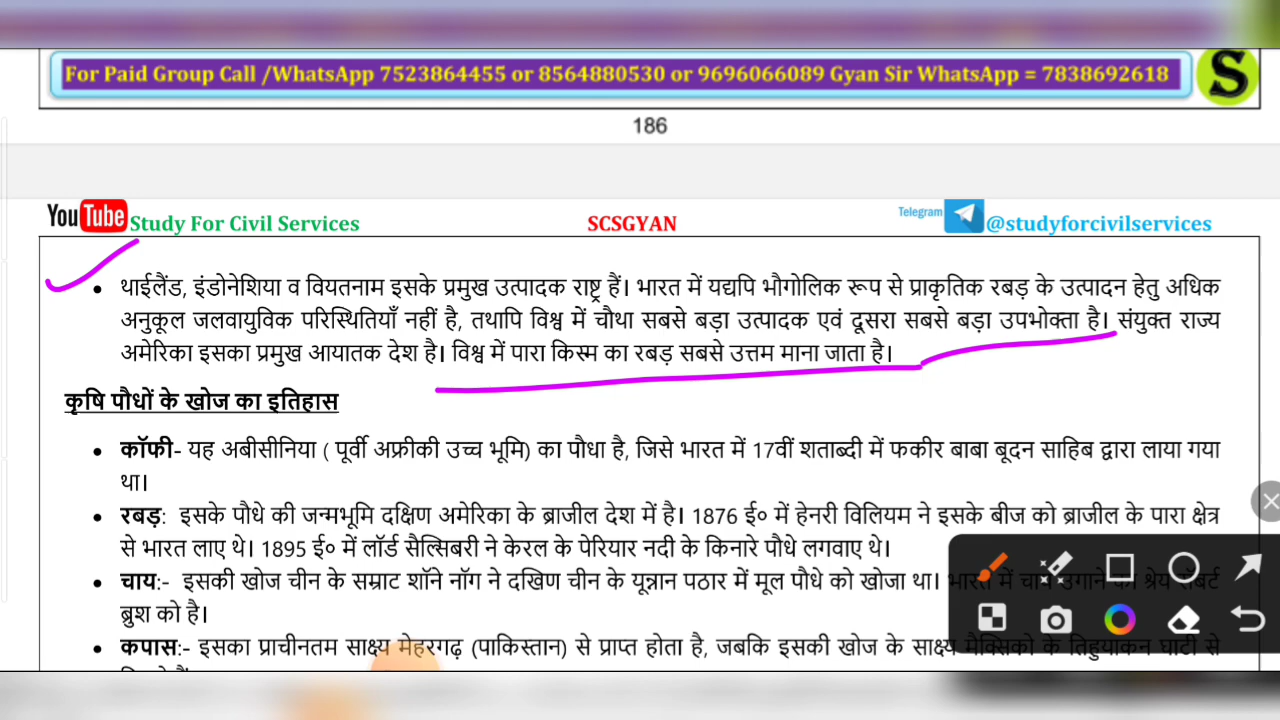 For Paid Group Call /WhatsApp 7523864455 or 8564880530 or 9696066089 Gyan Sir WhatsApp = 7838692618
S
186
YouTube Study For Civil Services SCSGYAN Telegram @studyforcivilservices
• थाईलैंड, इंडोनेशिया व वियतनाम इसके प्रमुख उत्पादक राष्ट्र हैं। भारत में यद्यपि भौगोलिक रूप से प्राकृतिक रबड़ के उत्पादन हेतु अधिक
अनुकूल जलवायुविक परिस्थितियाँ नहीं है, तथापि विश्व में चौथा सबसे बड़ा उत्पादक एवं दूसरा सबसे बड़ा उपभोक्ता है। संयुक्त राज्य
अमेरिका इसका प्रमुख आयातक देश है। विश्व में पारा किस्म का रबड़ सबसे उत्तम माना जाता है।
कृषि पौधों के खोज का इतिहास
• कॉफी- यह अबीसीनिया ( पूर्वी अफ्रीकी उच्च भूमि) का पौधा है, जिसे भारत में 17वीं शताब्दी में फकीर बाबा बूदन साहिब द्वारा लाया गया
था।
• रबड़: इसके पौधे की जन्मभूमि दक्षिण अमेरिका के ब्राजील देश में है। 1876 ई० में हेनरी विलियम ने इसके बीज को ब्राजील के पारा क्षेत्र
से भारत लाए थे। 1895 ई० में लॉर्ड सैल्सिबरी ने केरल के पेरियार नदी के किनारे पौधे लगवाए थे।
• चाय:- इसकी खोज चीन के सम्राट शॉने नॉग ने दखिण चीन के यून्नान पठार में मूल पौधे को खोजा था। भारत में चाय उगाने का श्रेय रॉबर्ट
ब्रुश को है।
• कपास:- इसका प्राचीनतम साक्ष्य मेहरगढ़ (पाकिस्तान) से प्राप्त होता है, जबकि इसकी खोज के साक्ष्य मैक्सिको के तिहुयाकन घाटी से